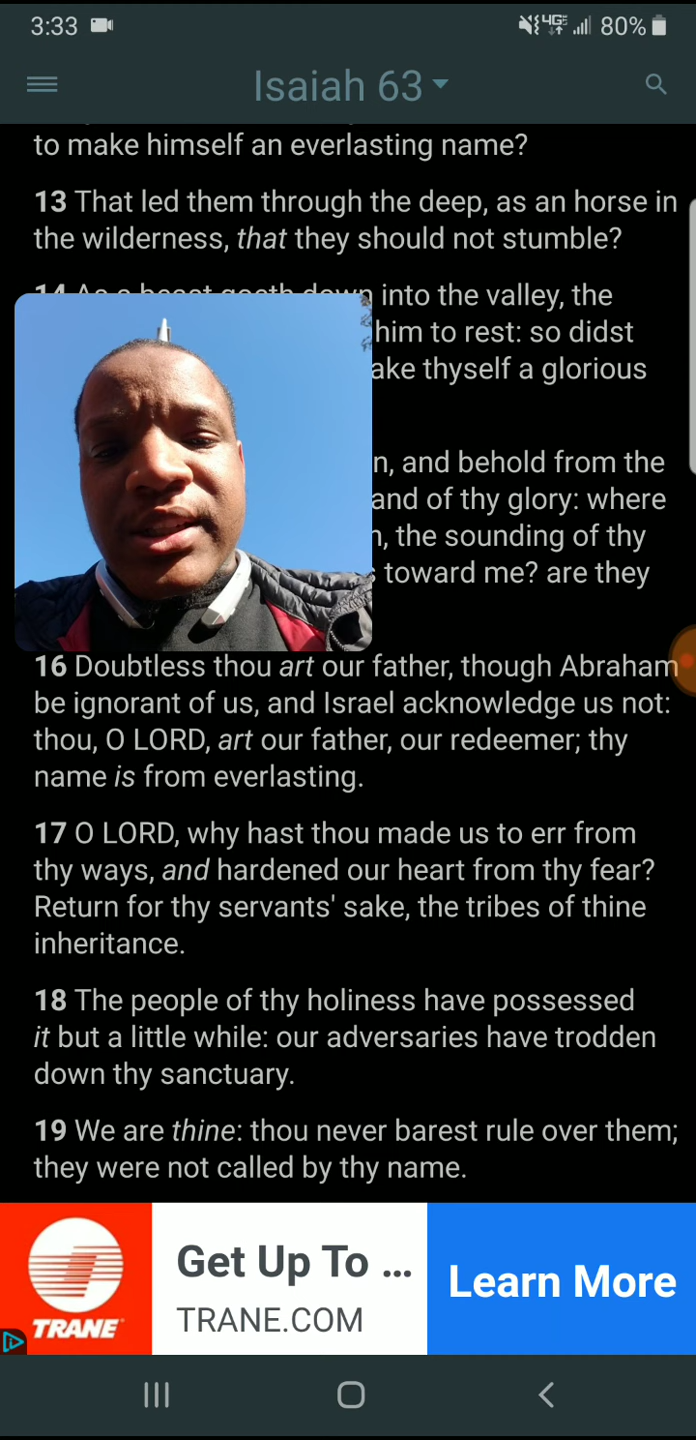 3:33
4GE 80%
Isaiah 63
to make himself an everlasting name?
13 That led them through the deep, as an horse in
the wilderness, that they should not stumble?
14 As a beast goeth down into the valley, the
him to rest: so didst
ake thyself a glorious
n, and behold from the
and of thy glory: where
, the sounding of thy
toward me? are they
16 Doubtless thou art our father, though Abraham
be ignorant of us, and Israel acknowledge us not:
thou, O LORD, art our father, our redeemer; thy
name is from everlasting.
17 O LORD, why hast thou made us to err from
thy ways, and hardened our heart from thy fear?
Return for thy servants' sake, the tribes of thine
inheritance.
18 The people of thy holiness have possessed
it but a little while: our adversaries have trodden
down thy sanctuary.
19 We are thine: thou never barest rule over them;
they were not called by thy name.
TRANE
Get Up To ...
TRANE.COM
Learn More